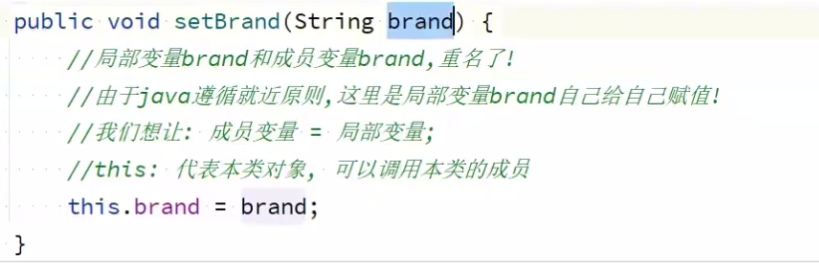 public void setBrand(String brand) {
//局部变量brand和成员变量brand,重名了!
//由于java遵循就近原则,这里是局部变量brand自己给自己赋值!
//我们想让: 成员变量 = 局部变量;
//this: 代表本类对象, 可以调用本类的成员
this.brand = brand;
}